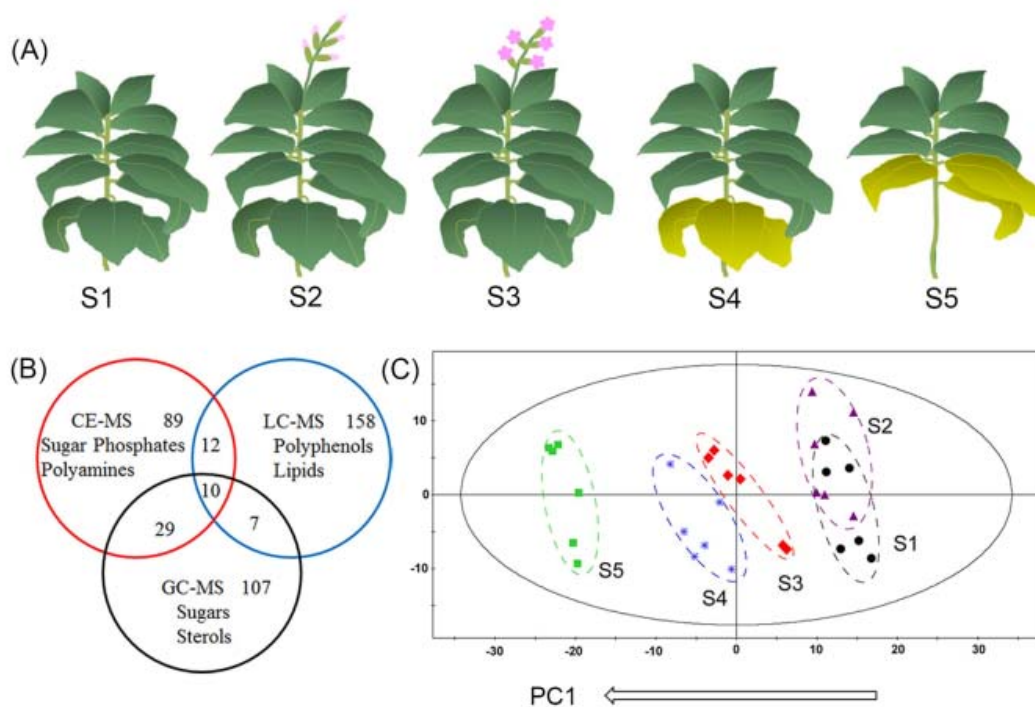 (A)
S1
S2
S3
S4
S5
(B)
CE-MS 89
Sugar Phosphates
Polyamines
12
LC-MS 158
Polyphenols
Lipids
10
29
7
GC-MS 107
Sugars
Sterols
(C)
10
0
-10
S2
S1
S3
S4
S5
-30
-20
-10
0
10
20
30
PC1